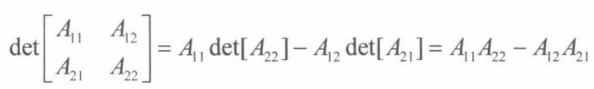 det[A₁₁ A₁₂
A₂₁ A₂₂] = A₁₁ det[A₂₂] − A₁₂ det[A₂₁] = A₁₁A₂₂ − A₁₂A₂₁